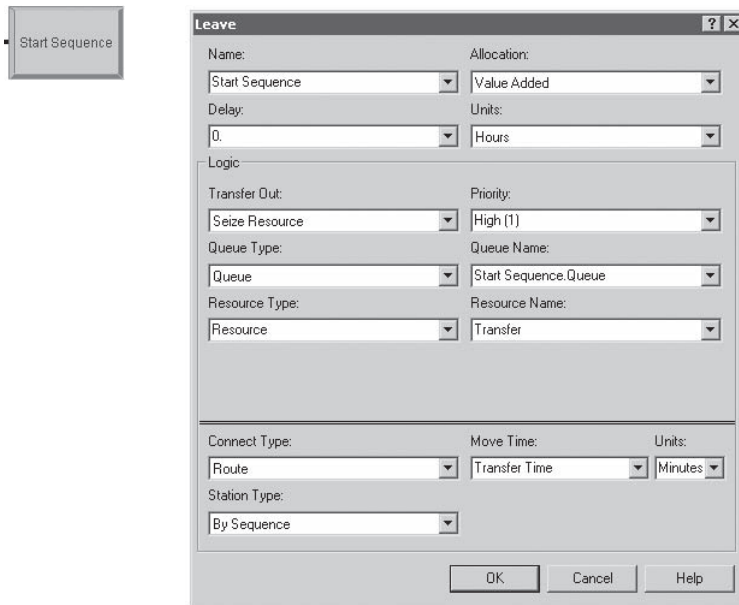 Start Sequence
Leave
Name: Allocation:
Start Sequence Value Added
Delay: Units:
0. Hours
Logic
Transfer Out: Priority:
Seize Resource High (1)
Queue Type: Queue Name:
Queue Start Sequence.Queue
Resource Type: Resource Name:
Resource Transfer
Connect Type: Move Time: Units:
Route Transfer Time Minutes
Station Type:
By Sequence
OK Cancel Help